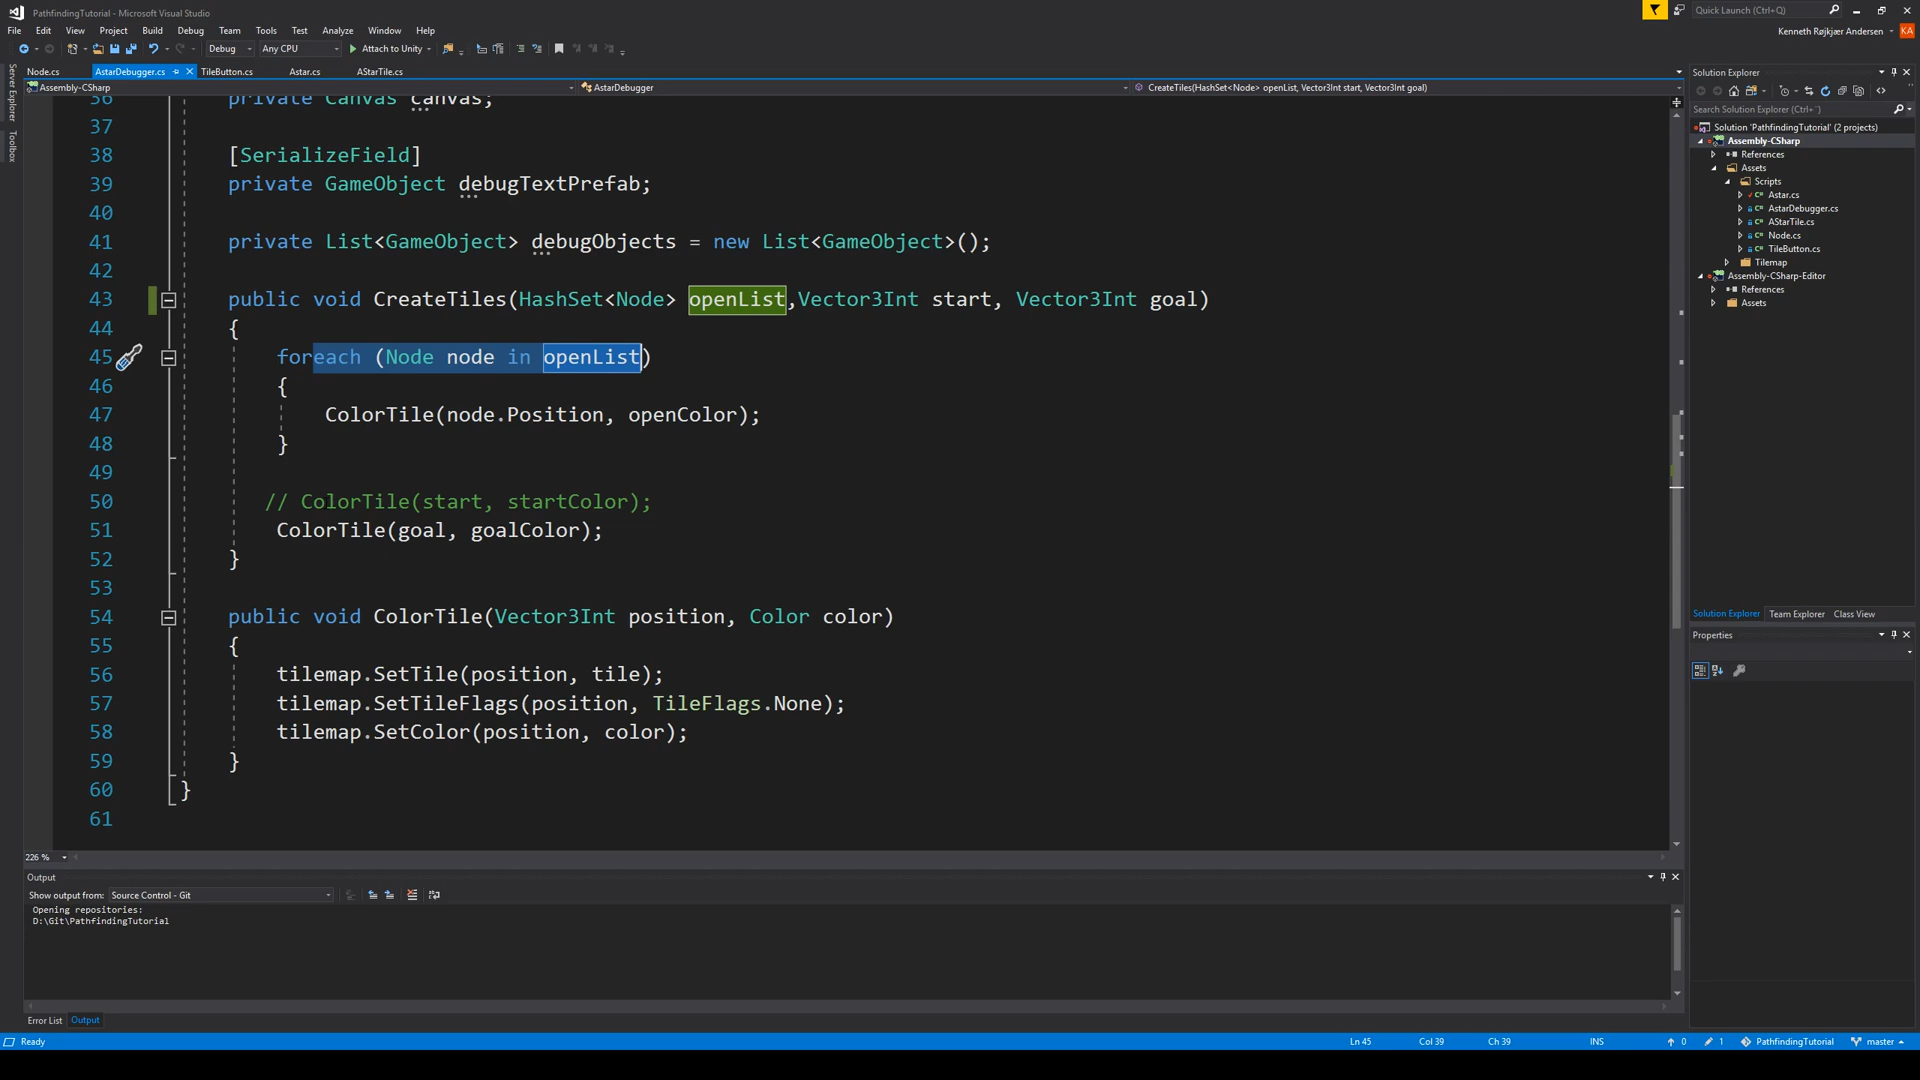 PathfindingTutorial - Microsoft Visual Studio
Quick Launch (Ctrl+Q)
File Edit View Project Build Debug Team Tools Test Analyze Window Help
Kenneth Røjkjær Andersen
KA
Debug Any CPU Attach to Unity
Node.cs AstarDebugger.cs TileButton.cs Astar.cs AStarTile.cs
Assembly-CSharp AstarDebugger CreateTiles(HashSet<Node> openList, Vector3Int start, Vector3Int goal)
Server Explorer
Toolbox
36 private Canvas canvas;
37
38 [SerializeField]
39 private GameObject debugTextPrefab;
40
41 private List<GameObject> debugObjects = new List<GameObject>();
42
43 public void CreateTiles(HashSet<Node> openList,Vector3Int start, Vector3Int goal)
44 {
45 foreach (Node node in openList)
46 {
47 ColorTile(node.Position, openColor);
48 }
49
50 // ColorTile(start, startColor);
51 ColorTile(goal, goalColor);
52 }
53
54 public void ColorTile(Vector3Int position, Color color)
55 {
56 tilemap.SetTile(position, tile);
57 tilemap.SetTileFlags(position, TileFlags.None);
58 tilemap.SetColor(position, color);
59 }
60 }
61
226 %
Output
Show output from: Source Control - Git
Opening repositories:
D:\Git\PathfindingTutorial
Error List Output
Solution Explorer
Search Solution Explorer (Ctrl+¨)
Solution 'PathfindingTutorial' (2 projects)
Assembly-CSharp
References
Assets
Scripts
Astar.cs
AstarDebugger.cs
AStarTile.cs
Node.cs
TileButton.cs
Tilemap
Assembly-CSharp-Editor
References
Assets
Solution Explorer Team Explorer Class View
Properties
Ready Ln 45 Col 39 Ch 39 INS 0 1 PathfindingTutorial master